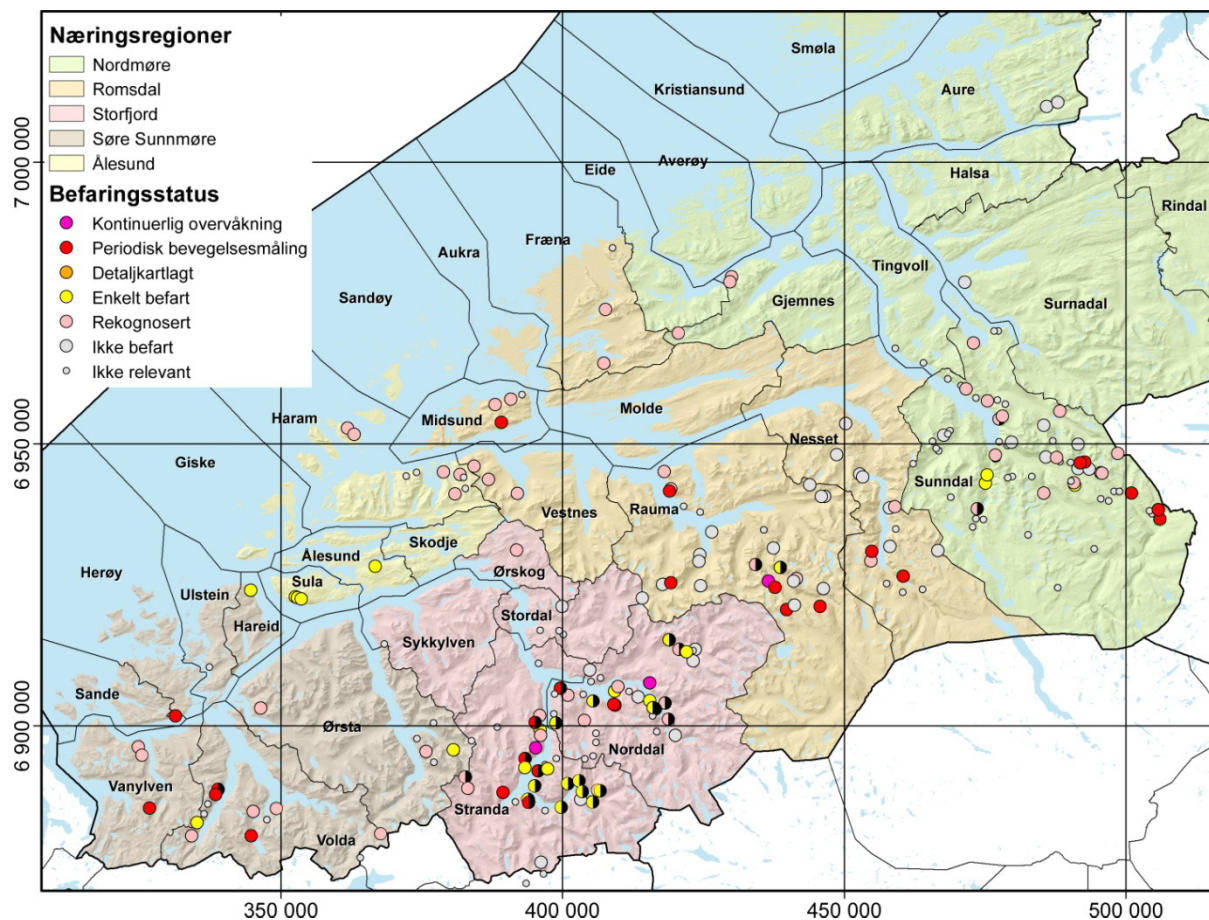 Næringsregioner
Nordmøre
Romsdal
Storfjord
Søre Sunnmøre
Ålesund
Befaringsstatus
Kontinuerlig overvåkning
Periodisk bevegelsesmåling
Detaljkartlagt
Enkelt befart
Rekognosert
Ikke befart
Ikke relevant
Smøla
Kristiansund
Aure
Averøy
Eide
Halsa
Rindal
Fræna
Aukra
Tingvoll
Sandøy
Gjemnes
Surnadal
Haram
Midsund
Molde
Nesset
Giske
Sunndal
Vestnes
Rauma
Ålesund
Skodje
Herøy
Sula
Ørskog
Ulstein
Hareid
Stordal
Sykkylven
Sande
Ørsta
Norddal
Vanylven
Stranda
Volda
7 000 000
6 950 000
6 900 000
350 000
400 000
450 000
500 000